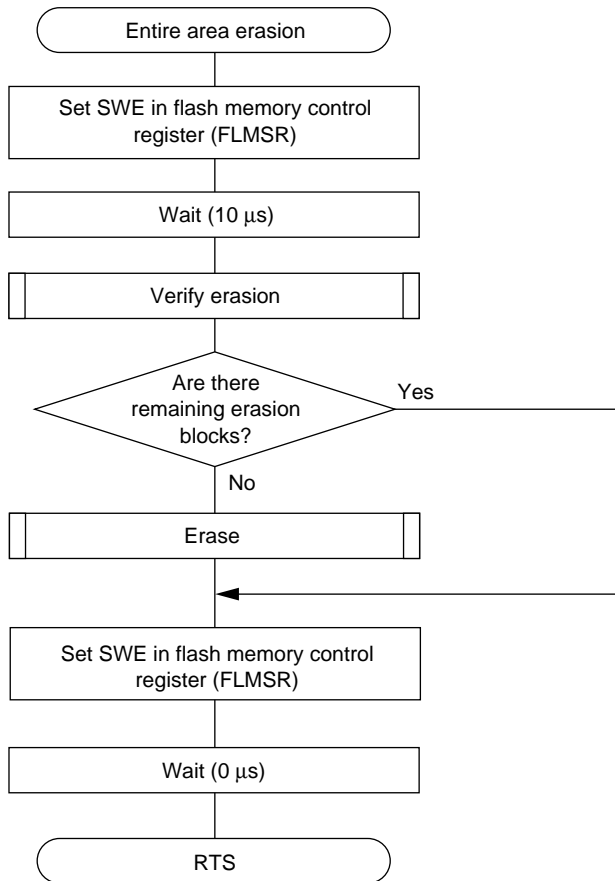 Entire area erasion
Set SWE in flash memory control
register (FLMSR)
Wait (10 μs)
Verify erasion
Are there
remaining erasion
blocks?
Yes
No
Erase
Set SWE in flash memory control
register (FLMSR)
Wait (0 μs)
RTS